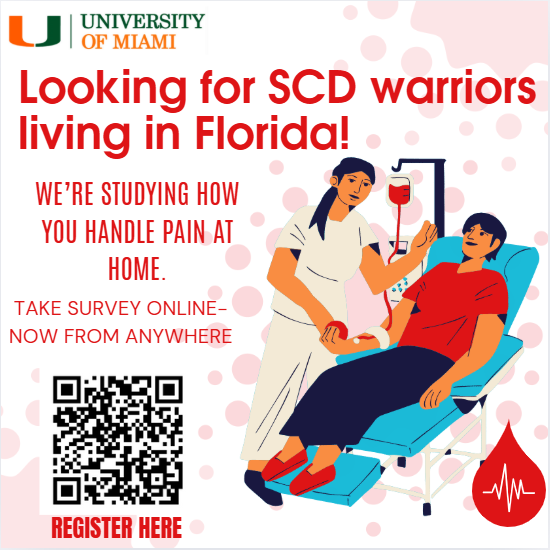 UNIVERSITY
OF MIAMI
Looking for SCD warriors
living in Florida!
WE'RE STUDYING HOW
YOU HANDLE PAIN AT
HOME.
TAKE SURVEY ONLINE-
NOW FROM ANYWHERE
REGISTER HERE